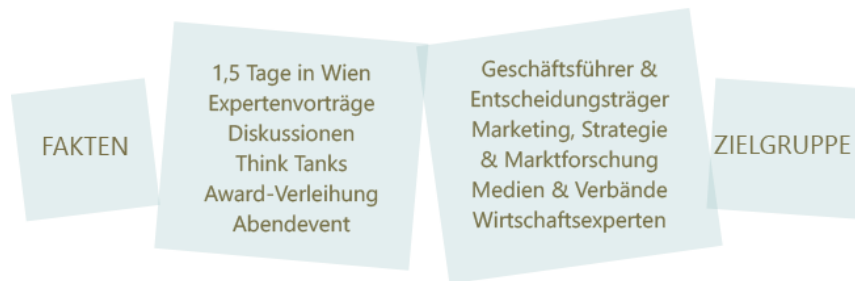 FAKTEN
1,5 Tage in Wien
Expertenvorträge
Diskussionen
Think Tanks
Award-Verleihung
Abendevent
Geschäftsführer &
Entscheidungsträger
Marketing, Strategie
& Marktforschung
Medien & Verbände
Wirtschaftsexperten
ZIELGRUPPE